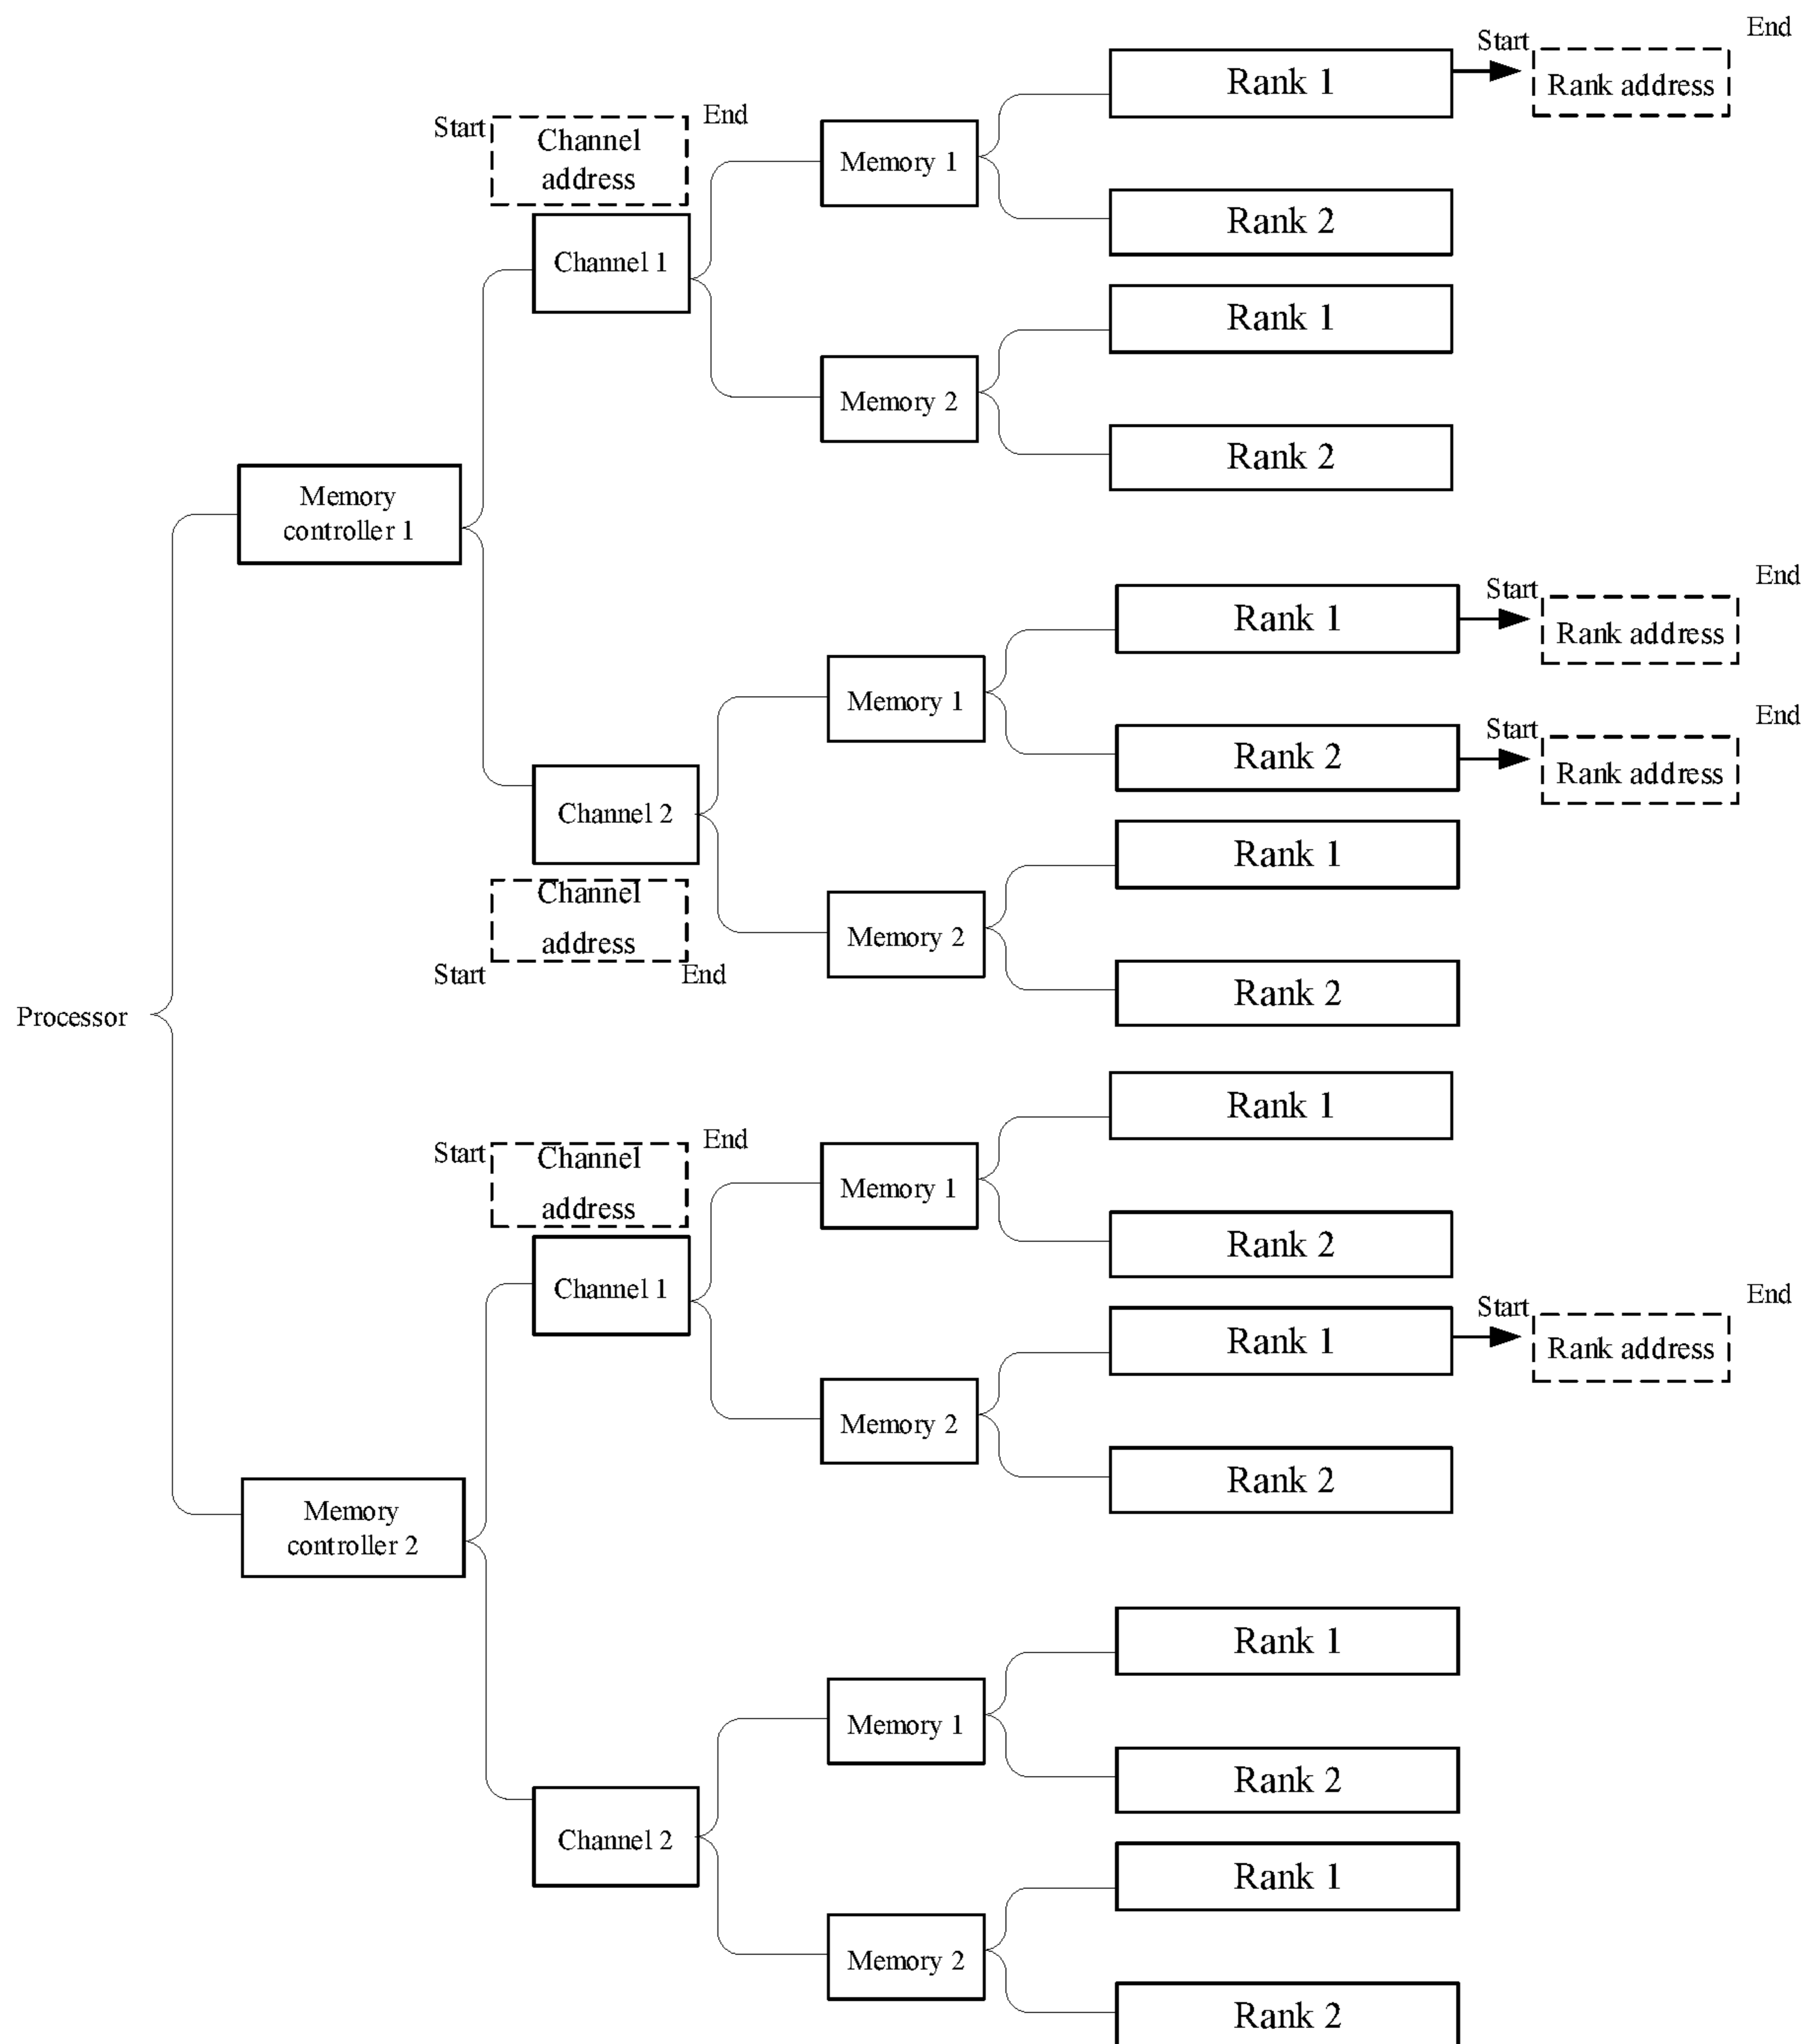 End
Start
Rank 1
Rank address
End
Start
Channel
address
Memory 1
Rank 2
Channel 1
Rank 1
Memory 2
Rank 2
Memory
controller 1
End
Start
Rank 1
Rank address
Memory 1
End
Start
Rank 2
Rank address
Channel 2
Rank 1
Channel
address
Start
End
Memory 2
Rank 2
Processor
Rank 1
End
Start
Channel
address
Memory 1
Rank 2
Channel 1
End
Start
Rank 1
Rank address
Memory 2
Rank 2
Memory
controller 2
Rank 1
Memory 1
Rank 2
Channel 2
Rank 1
Memory 2
Rank 2